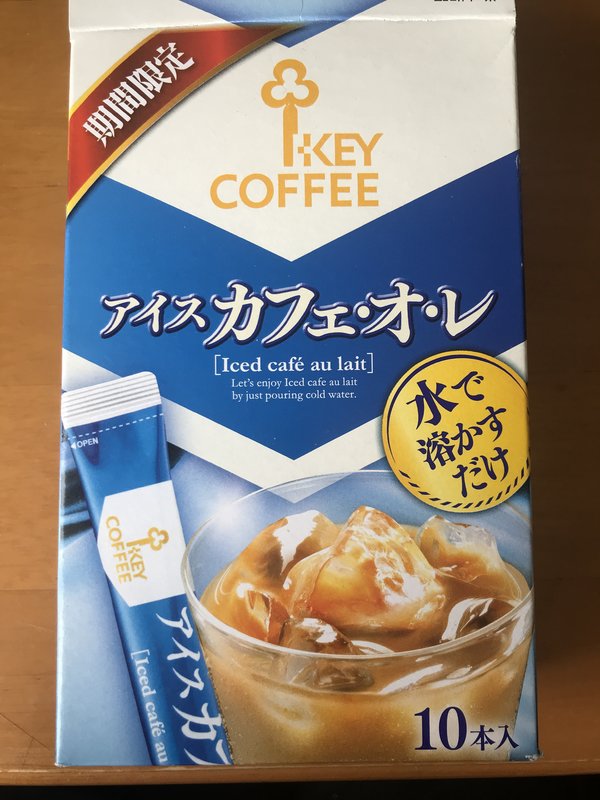 期間限定
KEY
COFFEE
アイスカフェ・オ・レ
[Iced café au lait]
Let's enjoy Iced cafe au lait
by just pouring cold water.
水で
溶かす
だけ
OPEN
KEY
COFFEE
アイスカフ
[Iced café au
10本入